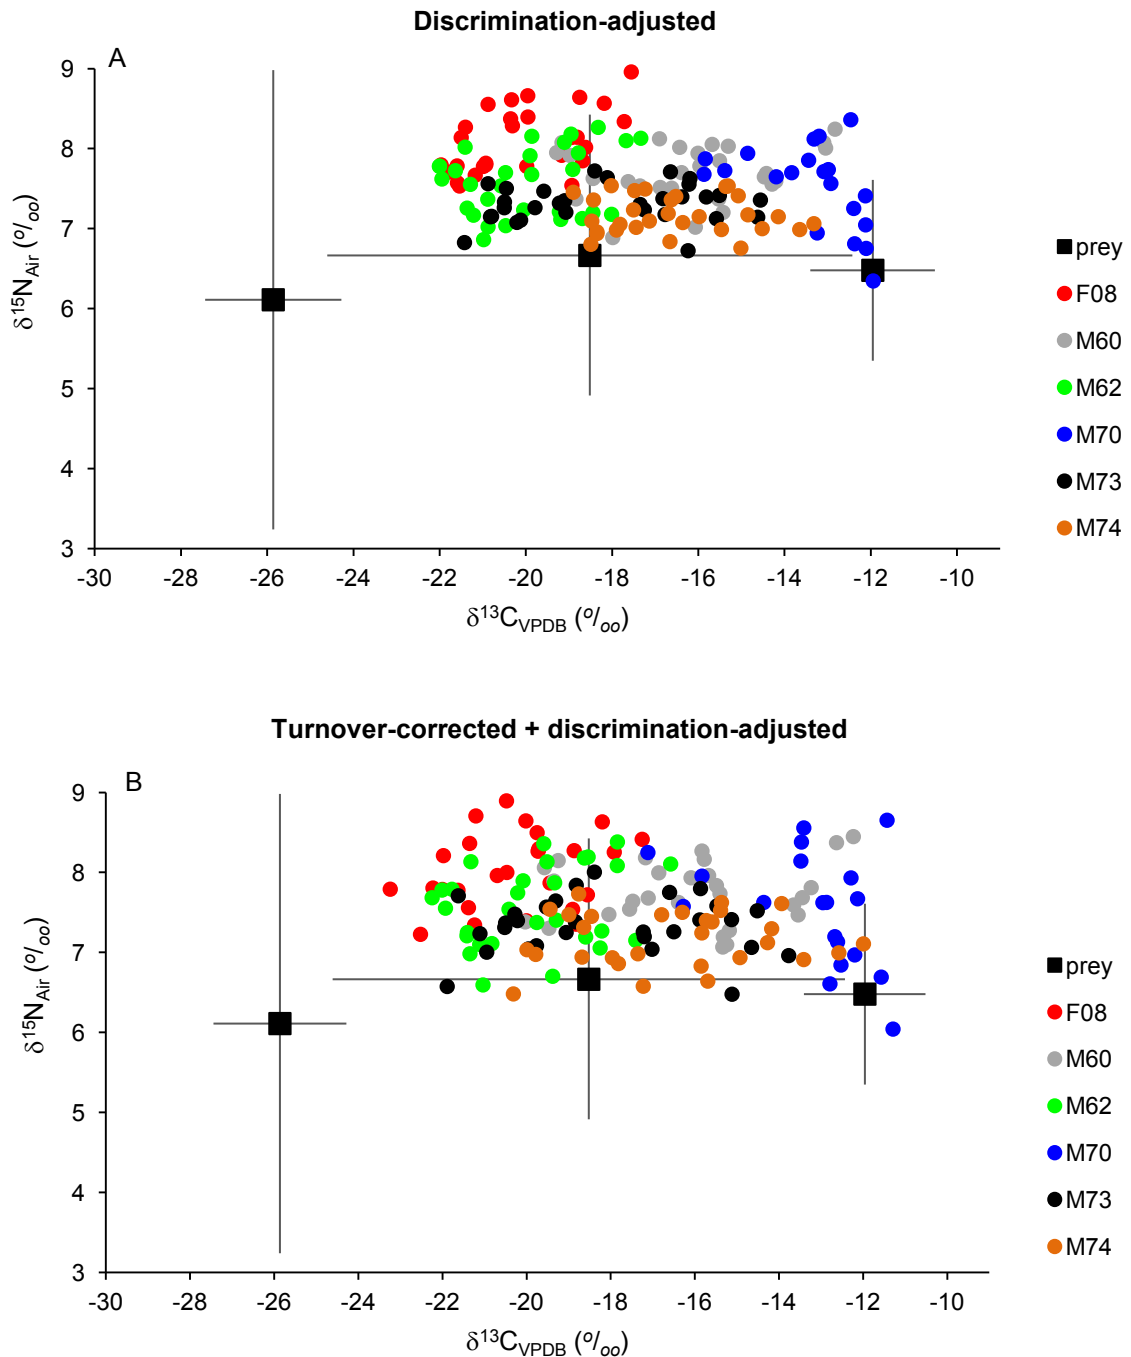 Discrimination-adjusted
A
9
8
7
6
5
4
3
δ15NAir (o/oo)
-30 -28 -26 -24 -22 -20 -18 -16 -14 -12 -10
δ13CVPDB (o/oo)
prey
F08
M60
M62
M70
M73
M74
Turnover-corrected + discrimination-adjusted
B
9
8
7
6
5
4
3
δ15NAir (o/oo)
-30 -28 -26 -24 -22 -20 -18 -16 -14 -12 -10
δ13CVPDB (o/oo)
prey
F08
M60
M62
M70
M73
M74